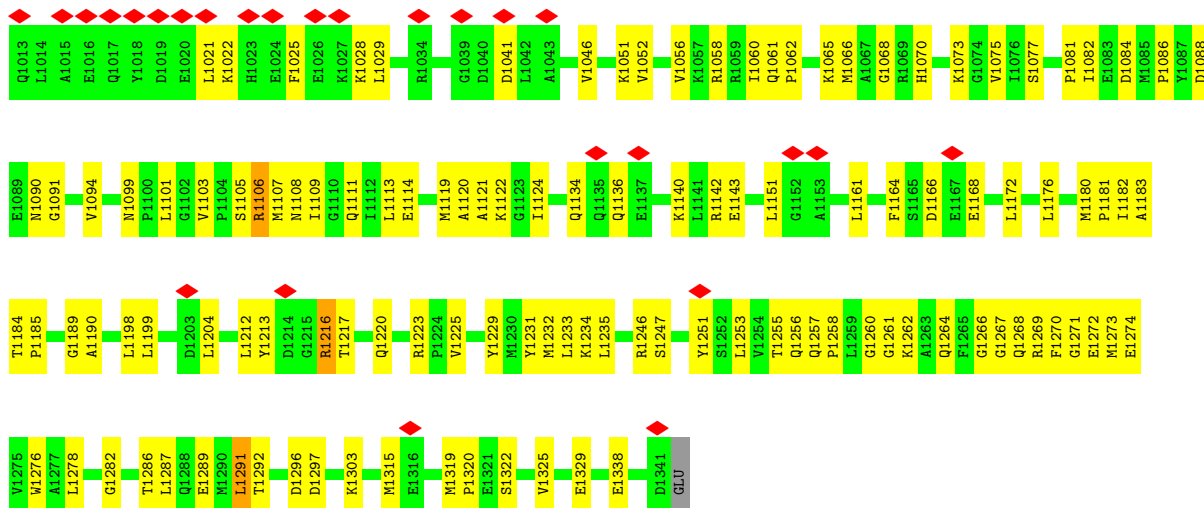 Q1013 L1014 A1015 E1016 Q1017 Y1018 D1019 E1020 L1021 K1022 H1023 E1024 F1025 E1026 K1027 K1028 L1029 R1034 G1039 D1040 D1041 L1042 A1043 V1046 K1051 V1052 V1056 K1057 R1058 R1059 I1060 Q1061 P1062 K1065 M1066 A1067 G1068 R1069 H1070 K1073 G1074 V1075 I1076 S1077 P1081 I1082 E1083 D1084 M1085 P1086 Y1087 D1088
E1089 N1090 G1091 V1094 N1099 P1100 L1101 G1102 V1103 P1104 S1105 R1106 M1107 N1108 I1109 G1110 Q1111 I1112 L1113 E1114 M1119 A1120 A1121 K1122 G1123 I1124 Q1134 Q1135 Q1136 E1137 K1140 L1141 R1142 E1143 L1151 G1152 A1153 L1161 F1164 S1165 D1166 E1167 E1168 L1172 L1176 M1180 P1181 I1182 A1183
T1184 P1185 G1189 A1190 L1198 L1199 D1203 L1204 L1212 Y1213 D1214 G1215 R1216 T1217 Q1220 R1223 P1224 V1225 Y1229 M1230 Y1231 M1232 L1233 K1234 L1235 R1246 S1247 Y1251 S1252 L1253 V1254 T1255 Q1256 Q1257 P1258 L1259 G1260 G1261 K1262 A1263 Q1264 F1265 G1266 G1267 Q1268 R1269 F1270 G1271 E1272 M1273 E1274
V1275 W1276 A1277 L1278 G1282 T1286 L1287 Q1288 E1289 M1290 L1291 T1292 D1296 D1297 K1303 M1315 E1316 M1319 P1320 E1321 S1322 V1325 E1329 E1338 D1341 GLU